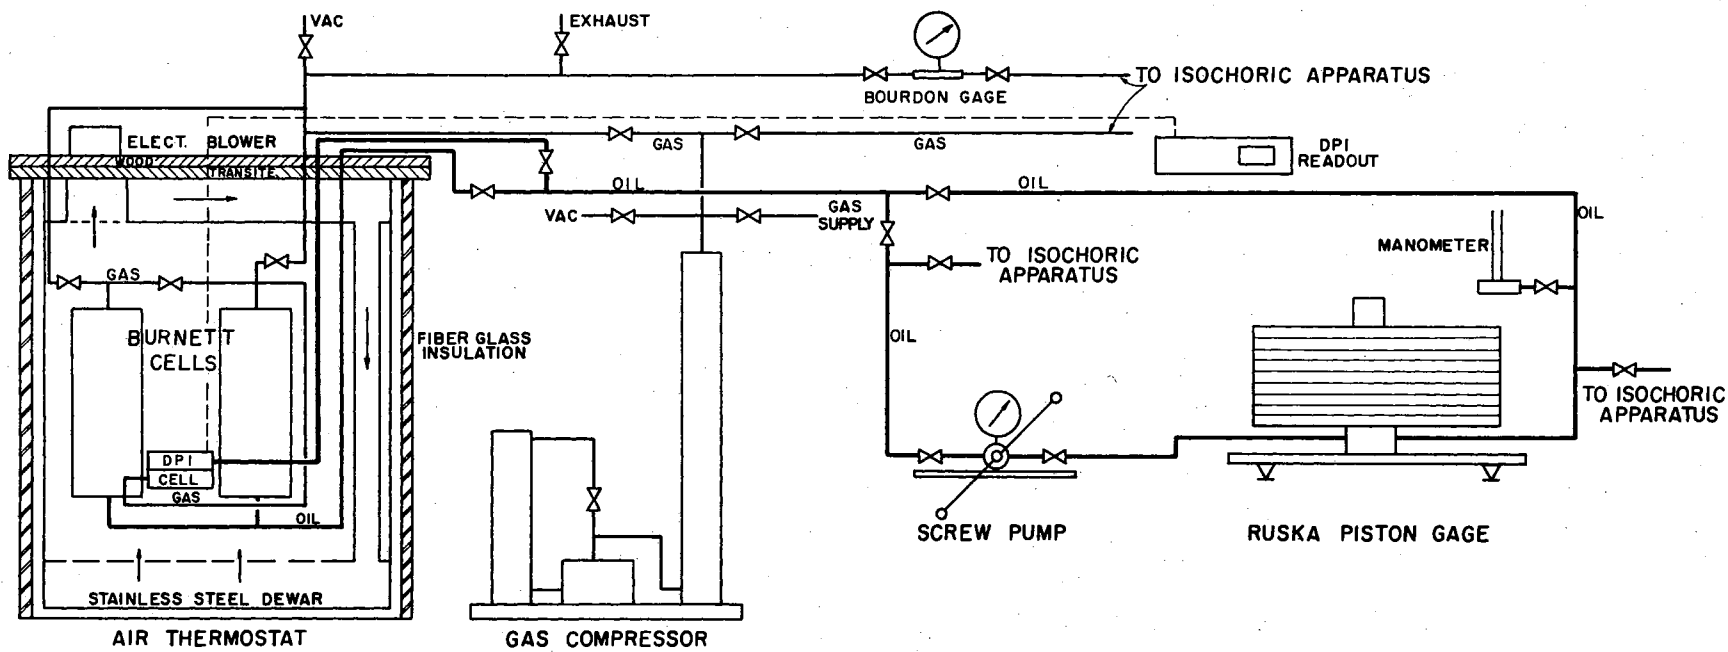 VAC
EXHAUST
TO ISOCHORIC APPARATUS
BOURDON GAGE
ELECT. BLOWER
GAS
GAS
DPI
READOUT
WOOD
TRANSITE
OIL
OIL
VAC
GAS
SUPPLY
OIL
MANOMETER
TO ISOCHORIC
APPARATUS
GAS
BURNETT
CELLS
FIBER GLASS
INSULATION
OIL
TO ISOCHORIC
APPARATUS
DPI
CELL
GAS
OIL
SCREW PUMP
RUSKA PISTON GAGE
STAINLESS STEEL DEWAR
AIR THERMOSTAT
GAS COMPRESSOR